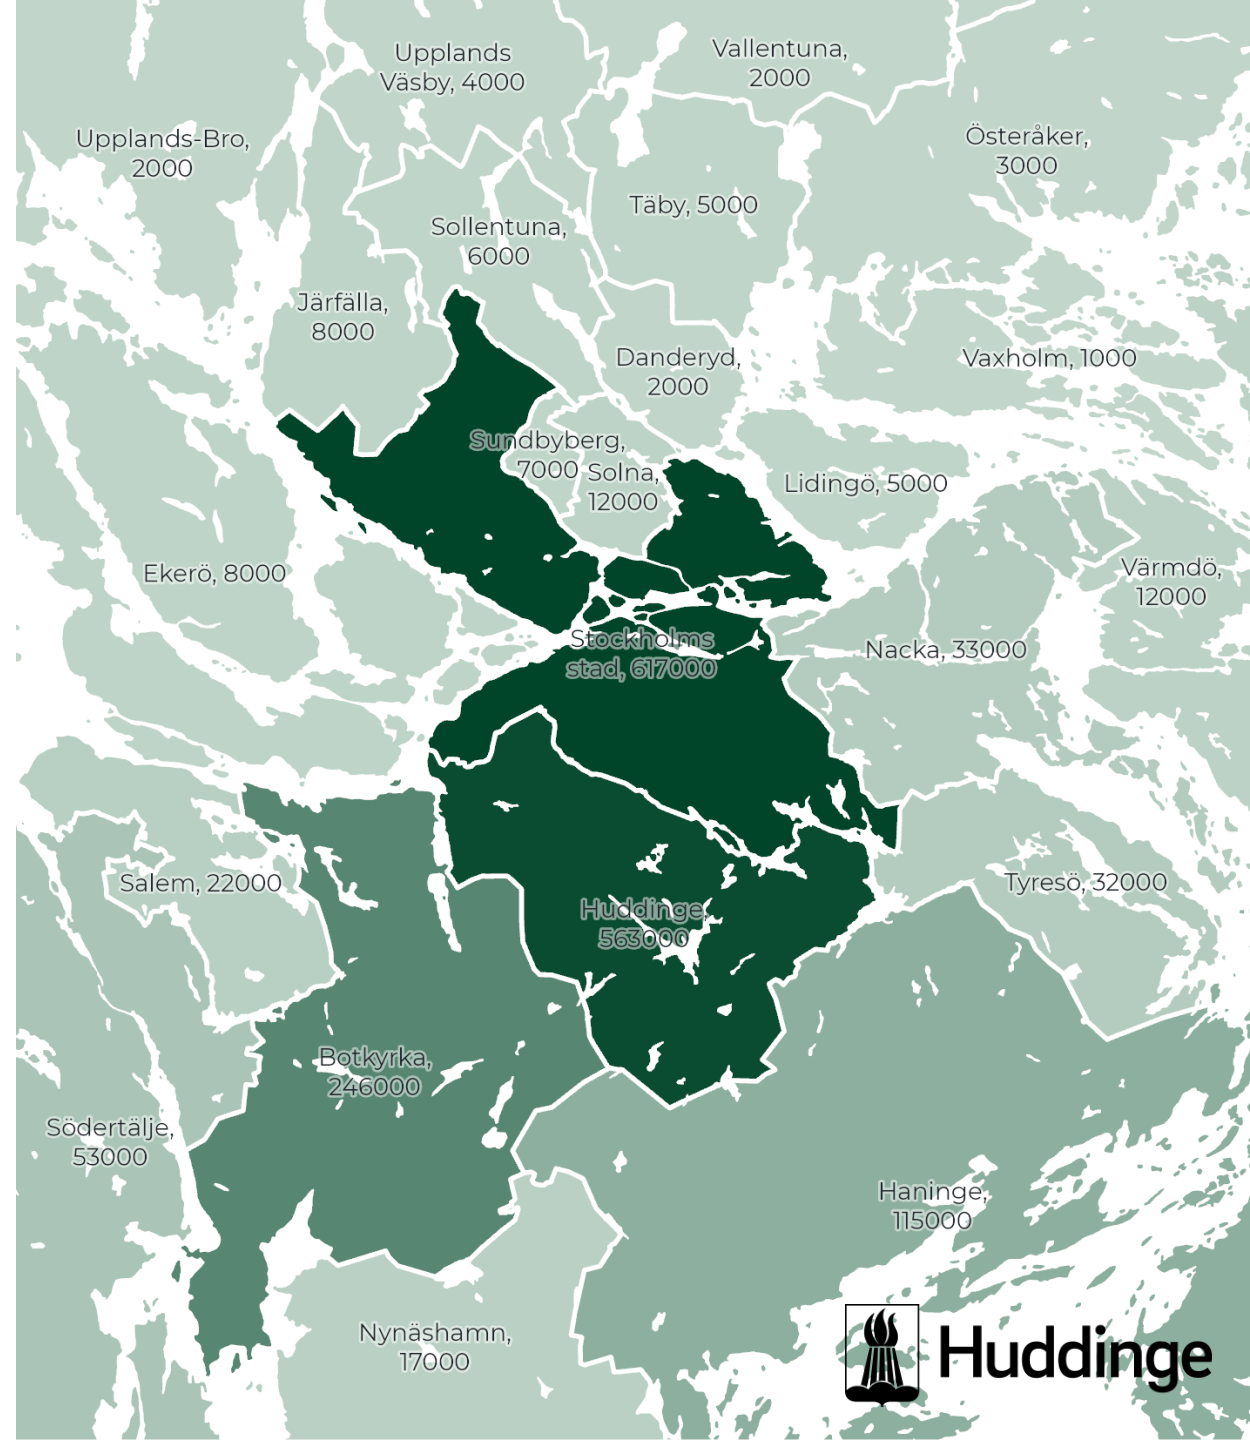 Upplands
Väsby, 4000
Vallentuna,
2000
Upplands-Bro,
2000
Österåker,
3000
Täby, 5000
Sollentuna,
6000
Järfälla,
8000
Danderyd,
2000
Vaxholm, 1000
Sundbyberg,
7000
Solna,
12000
Lidingö, 5000
Ekerö, 8000
Värmdö,
12000
Stockholms
stad, 617000
Nacka, 33000
Salem, 22000
Tyresö, 32000
Huddinge,
563000
Botkyrka,
246000
Södertälje,
53000
Haninge,
115000
Nynäshamn,
17000
Huddinge